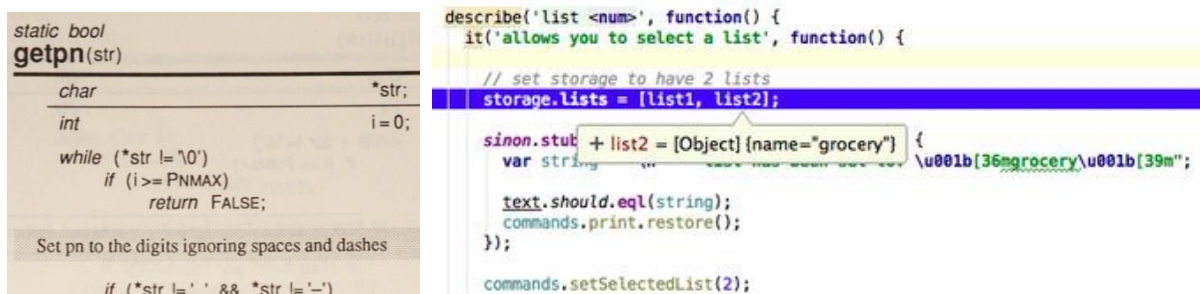 static bool
getpn(str)
char *str;
int i = 0;
while (*str != '\0')
if (i >= PNMAX)
return FALSE;
Set pn to the digits ignoring spaces and dashes
if (*str != ' ' && *str != '–')
describe('list <num>', function() {
it('allows you to select a list', function() {
// set storage to have 2 lists
storage.lists = [list1, list2];
sinon.stub {
+ list2 = [Object] {name="grocery"}
var string \u001b[36mgrocery\u001b[39m";
text.should.eql(string);
commands.print.restore();
});
commands.setSelectedList(2);